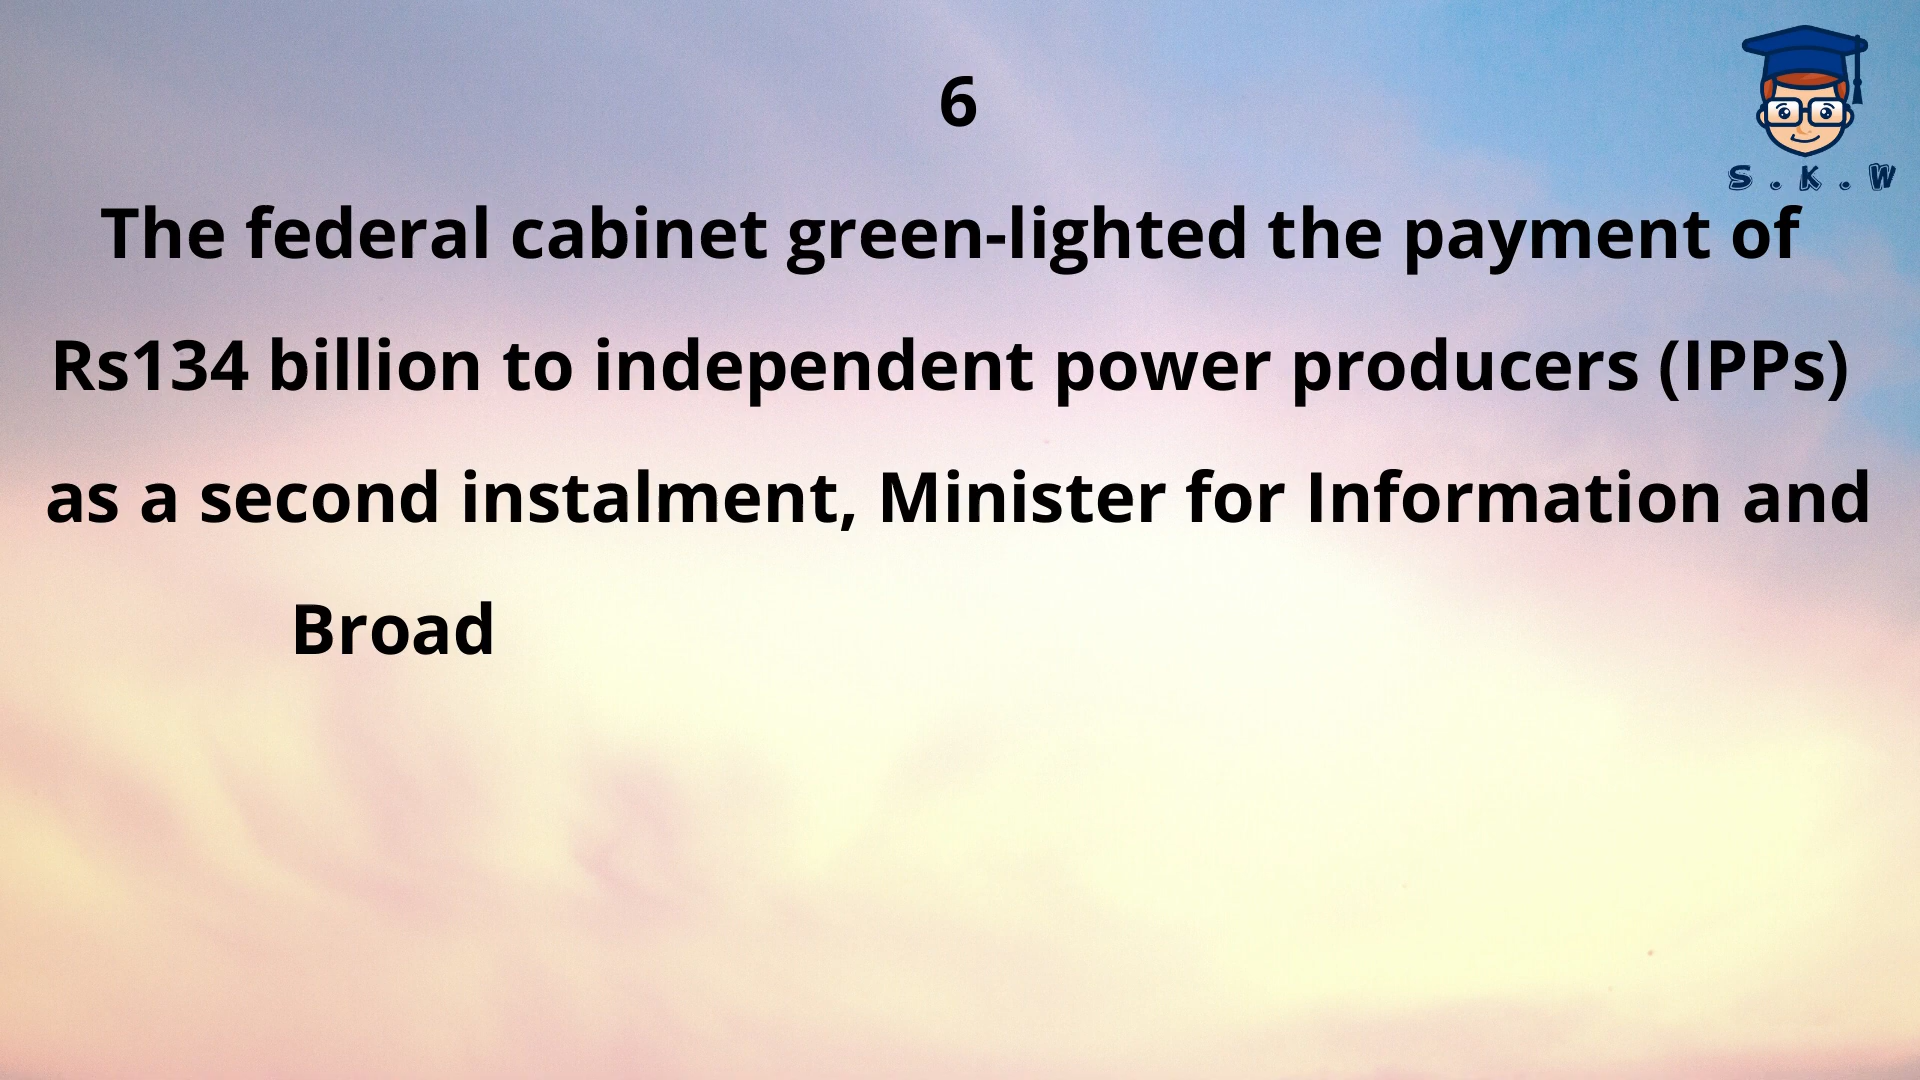 6
S . K . W
The federal cabinet green-lighted the payment of
Rs134 billion to independent power producers (IPPs)
as a second instalment, Minister for Information and
Broad